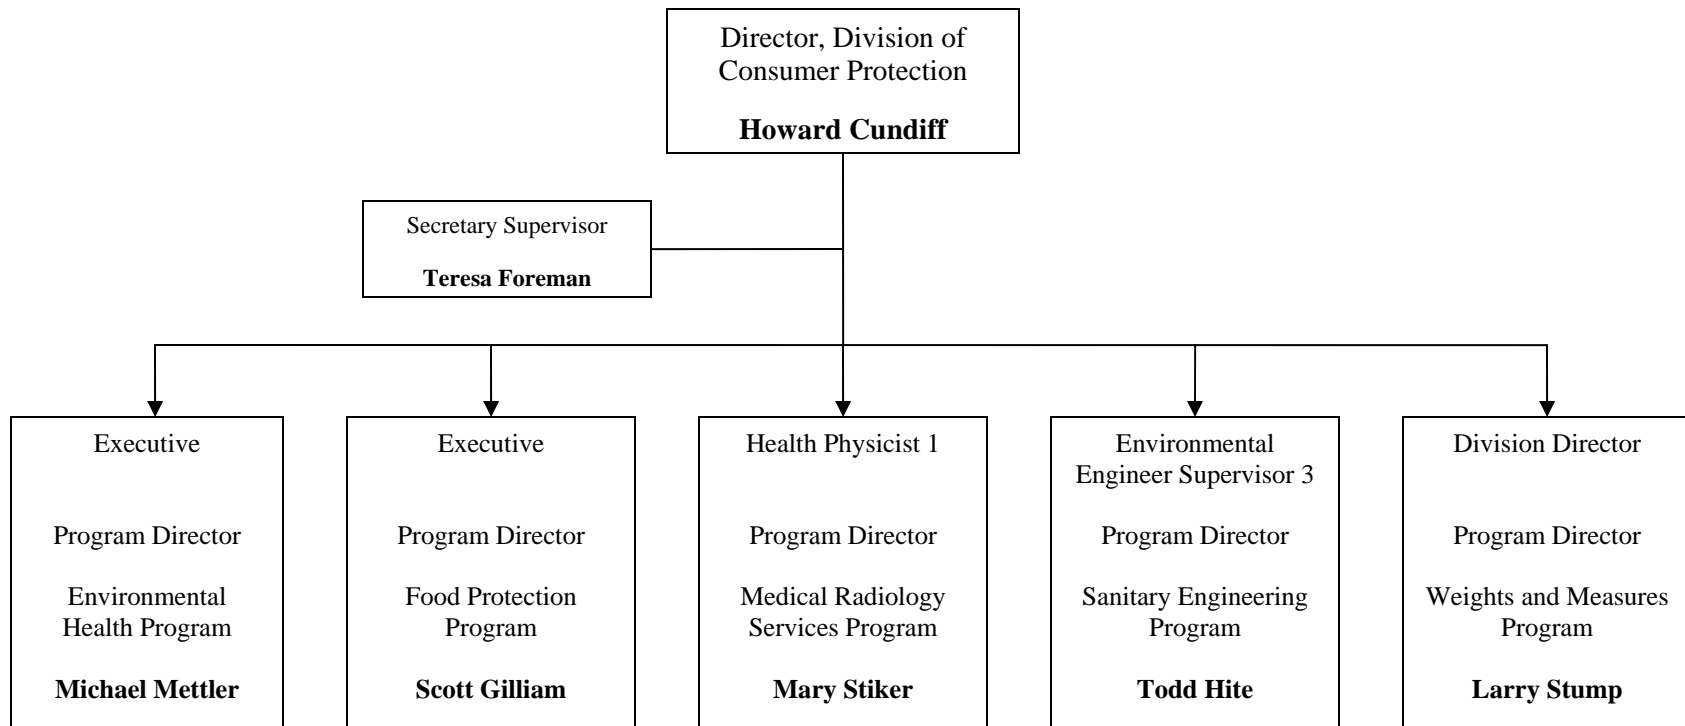 Director, Division of
Consumer Protection
Howard Cundiff
Secretary Supervisor
Teresa Foreman
Executive
Program Director
Environmental
Health Program
Michael Mettler
Executive
Program Director
Food Protection
Program
Scott Gilliam
Health Physicist 1
Program Director
Medical Radiology
Services Program
Mary Stiker
Environmental
Engineer Supervisor 3
Program Director
Sanitary Engineering
Program
Todd Hite
Division Director
Program Director
Weights and Measures
Program
Larry Stump